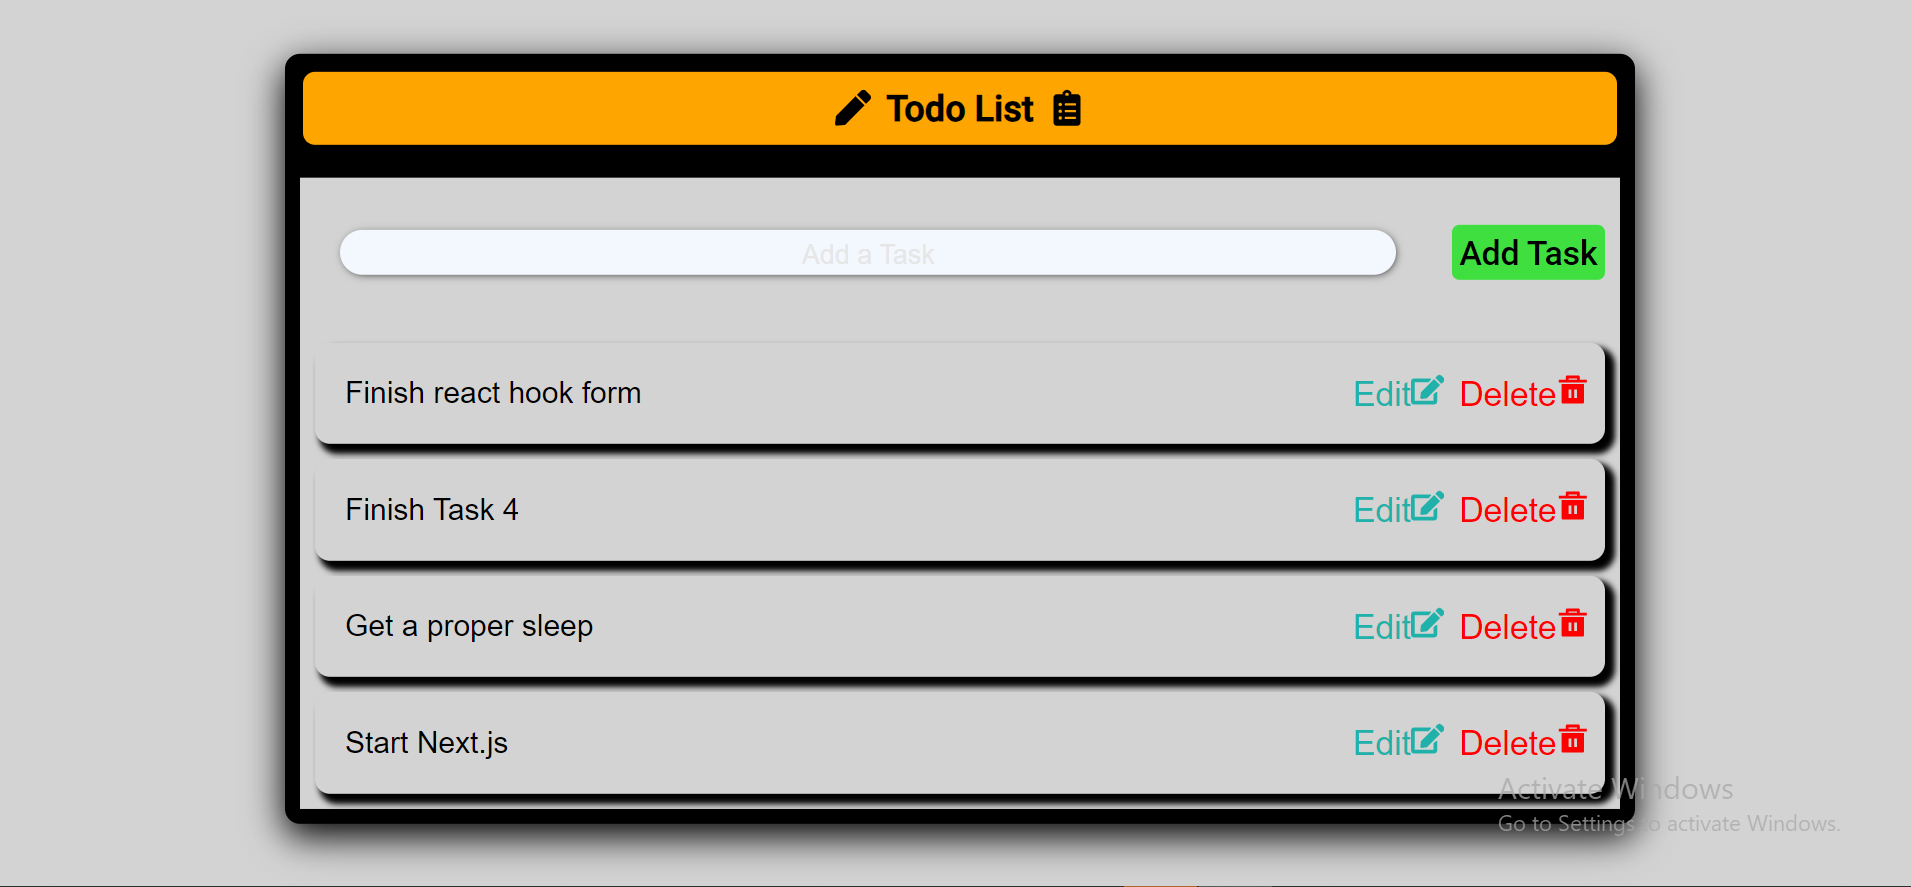 Todo List
Add a Task
Add Task
Finish react hook form
Edit Delete
Finish Task 4
Edit Delete
Get a proper sleep
Edit Delete
Start Next.js
Edit Delete
Activate Windows
Go to Settings to activate Windows.